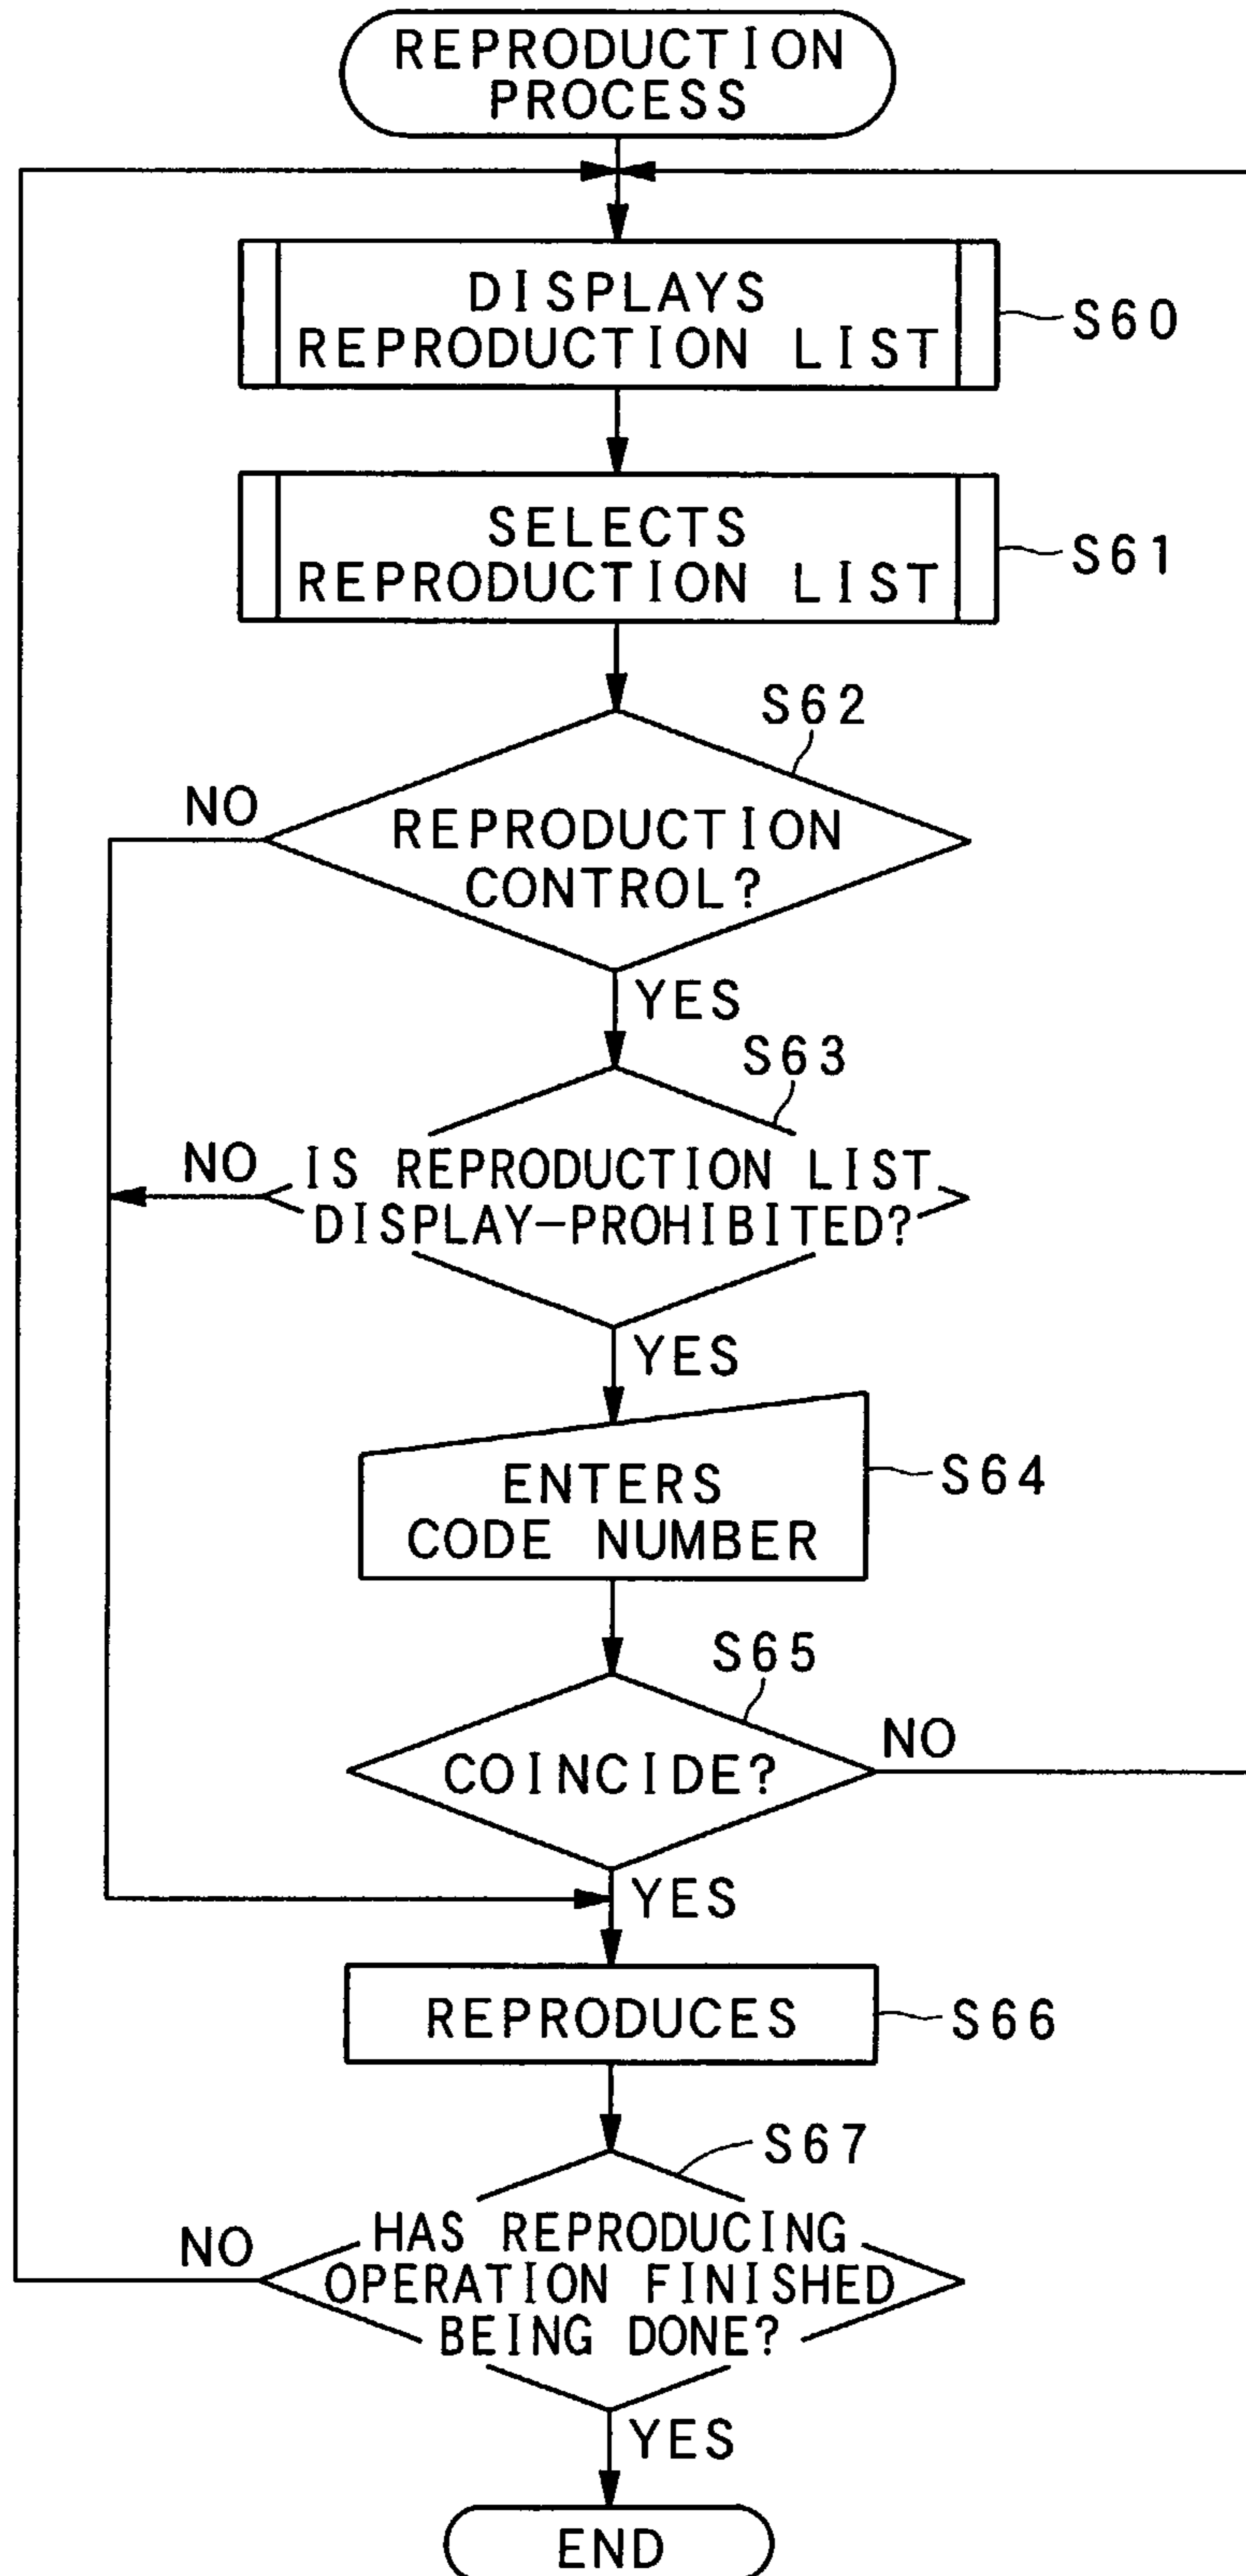 REPRODUCTION
PROCESS
DISPLAYS
REPRODUCTION LIST
S60
SELECTS
REPRODUCTION LIST
S61
S62
NO
REPRODUCTION
CONTROL?
YES
S63
NO
IS REPRODUCTION LIST
DISPLAY-PROHIBITED?
YES
ENTERS
CODE NUMBER
S64
S65
COINCIDE?
NO
YES
REPRODUCES
S66
S67
NO
HAS REPRODUCING
OPERATION FINISHED
BEING DONE?
YES
END